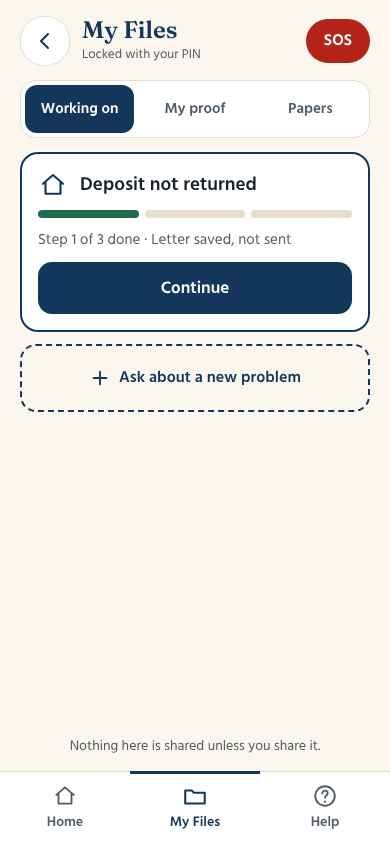 My Files
Locked with your PIN
SOS
Working on
My proof
Papers
Deposit not returned
Step 1 of 3 done · Letter saved, not sent
Continue
Ask about a new problem
Nothing here is shared unless you share it.
Home
My Files
Help